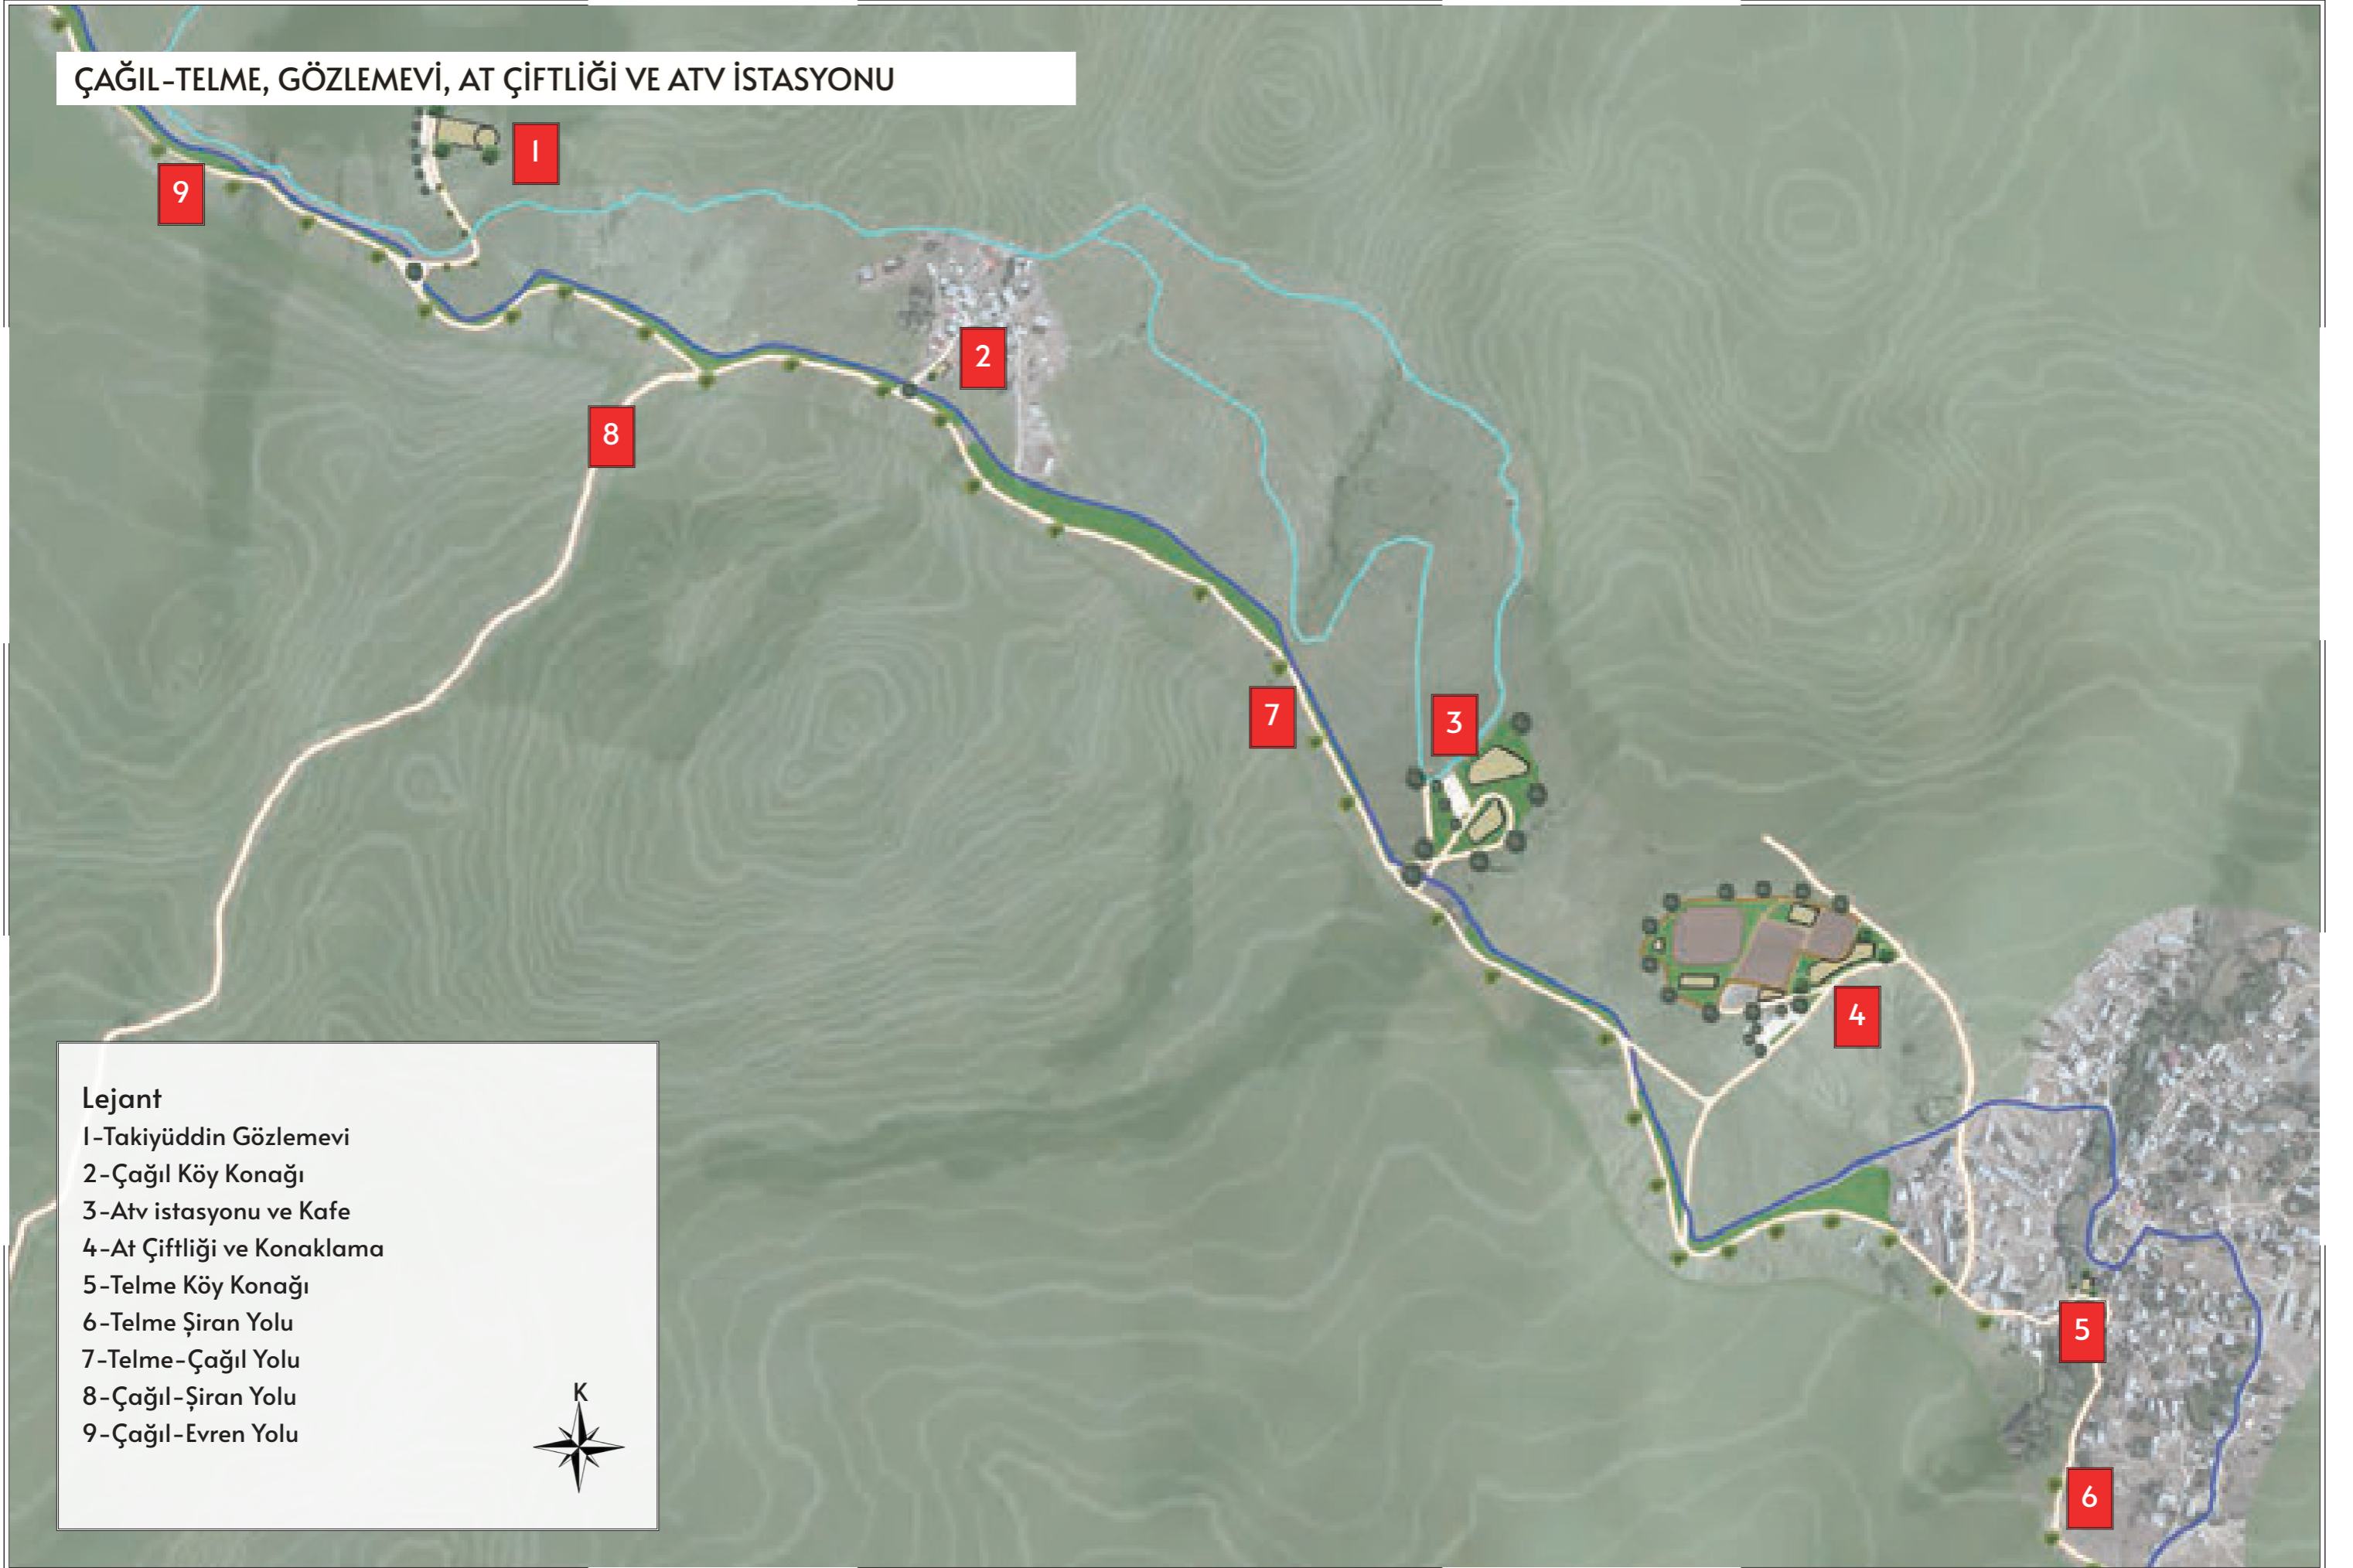 ÇAĞIL-TELME, GÖZLEMEVİ, AT ÇİFTLİĞİ VE ATV İSTASYONU
1
9
2
8
7
3
4
5
6
Lejant
1-Takiyüddin Gözlemevi
2-Çağıl Köy Konağı
3-Atv istasyonu ve Kafe
4-At Çiftliği ve Konaklama
5-Telme Köy Konağı
6-Telme Şiran Yolu
7-Telme-Çağıl Yolu
8-Çağıl-Şiran Yolu
9-Çağıl-Evren Yolu
K